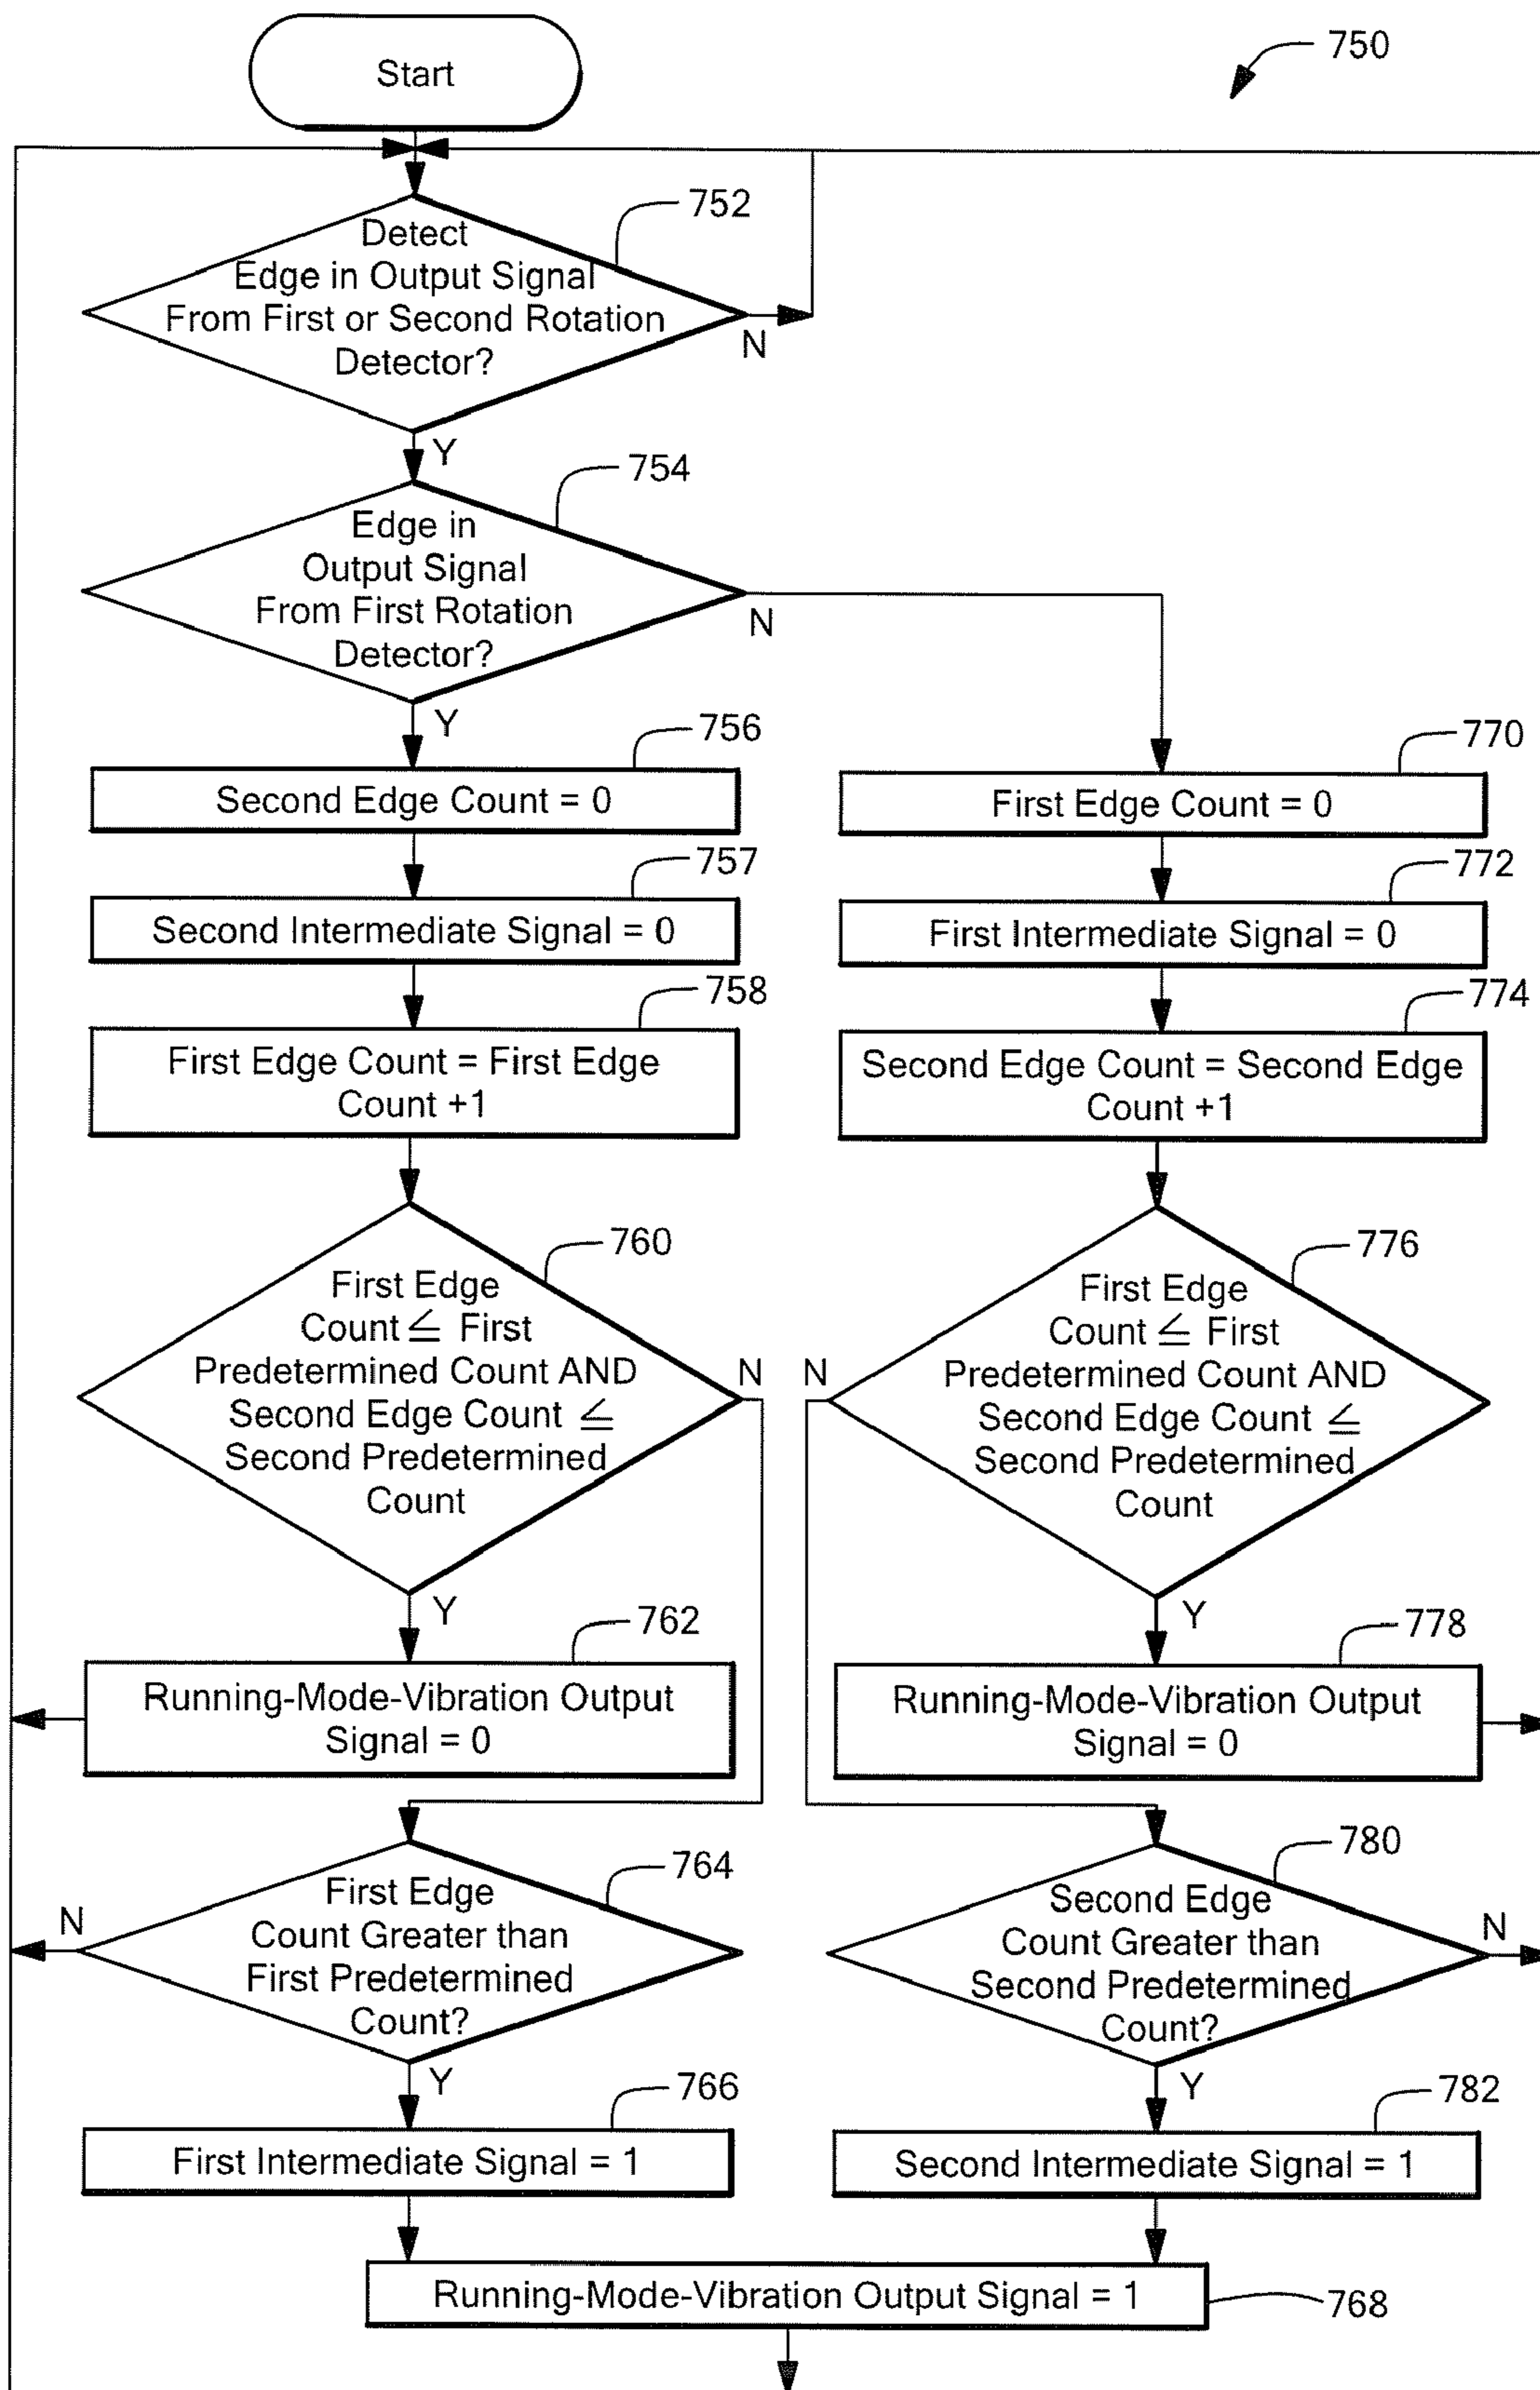 Start
750
752
Detect
Edge in Output Signal
From First or Second Rotation
Detector?
N
Y
754
Edge in
Output Signal
From First Rotation
Detector?
N
Y
756
Second Edge Count = 0
757
Second Intermediate Signal = 0
758
First Edge Count = First Edge
Count +1
760
First Edge
Count ≦ First
Predetermined Count AND
Second Edge Count ≦
Second Predetermined
Count
N
Y
762
Running-Mode-Vibration Output
Signal = 0
764
First Edge
Count Greater than
First Predetermined
Count?
N
Y
766
First Intermediate Signal = 1
770
First Edge Count = 0
772
First Intermediate Signal = 0
774
Second Edge Count = Second Edge
Count +1
776
First Edge
Count ≦ First
Predetermined Count AND
Second Edge Count ≦
Second Predetermined
Count
N
Y
778
Running-Mode-Vibration Output
Signal = 0
780
Second Edge
Count Greater than
Second Predetermined
Count?
N
Y
782
Second Intermediate Signal = 1
Running-Mode-Vibration Output Signal = 1
768